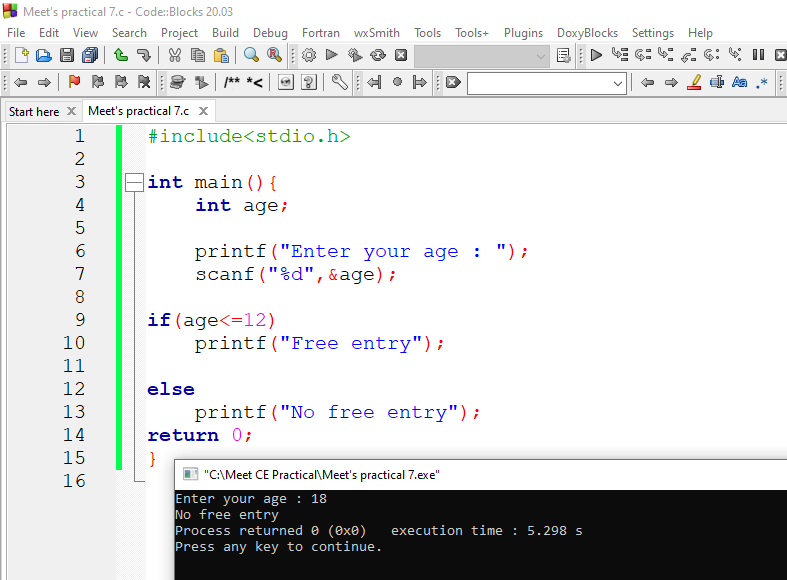 Meet's practical 7.c - Code::Blocks 20.03
File Edit View Search Project Build Debug Fortran wxSmith Tools Tools+ Plugins DoxyBlocks Settings Help
/** *<
Aa .*
Start here Meet's practical 7.c
1 #include<stdio.h>
2
3 int main(){
4 int age;
5
6 printf("Enter your age : ");
7 scanf("%d",&age);
8
9 if(age<=12)
10 printf("Free entry");
11
12 else
13 printf("No free entry");
14 return 0;
15 }
16
"C:\Meet CE Practical\Meet's practical 7.exe"
Enter your age : 18
No free entry
Process returned 0 (0x0) execution time : 5.298 s
Press any key to continue.